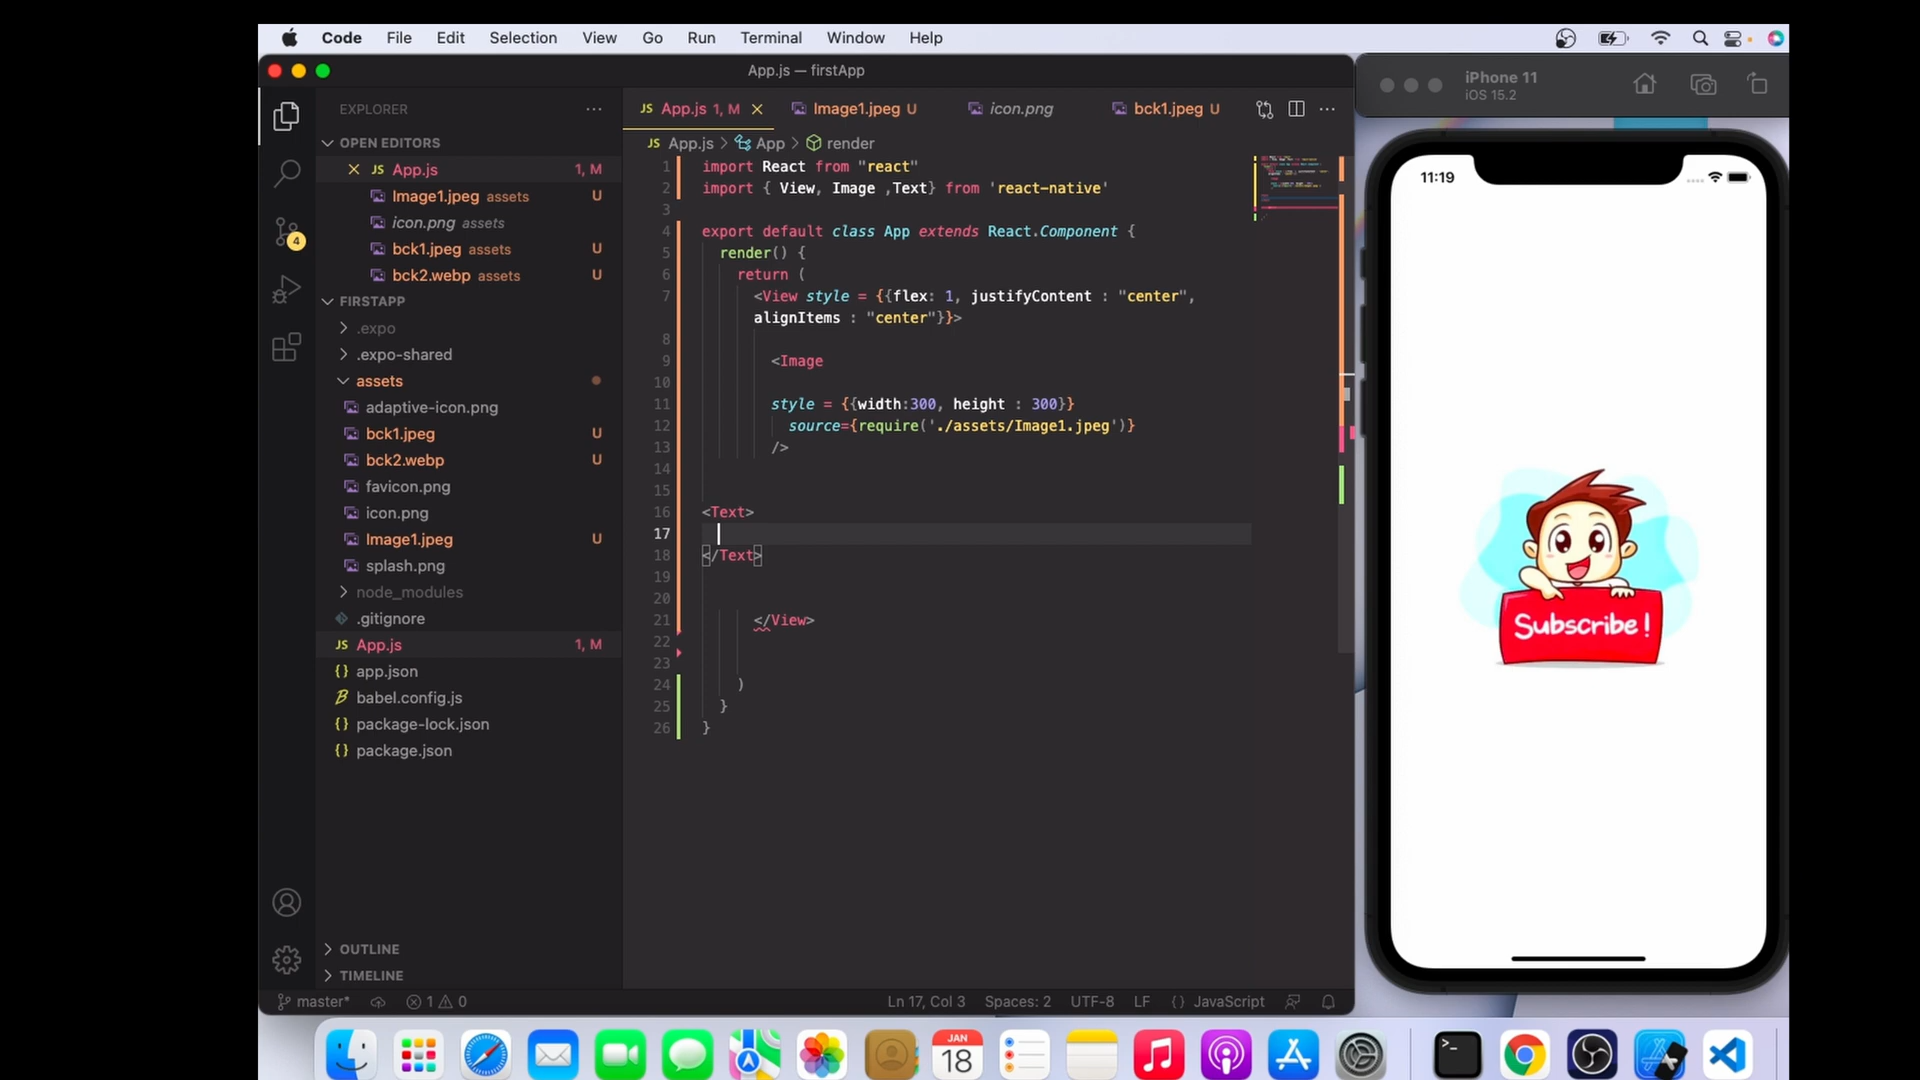 Code File Edit Selection View Go Run Terminal Window Help
App.js — firstApp
EXPLORER
OPEN EDITORS
JS App.js 1, M
Image1.jpeg assets U
icon.png assets
bck1.jpeg assets U
bck2.webp assets U
FIRSTAPP
.expo
.expo-shared
assets
adaptive-icon.png
bck1.jpeg U
bck2.webp U
favicon.png
icon.png
Image1.jpeg U
splash.png
node_modules
.gitignore
JS App.js 1, M
{} app.json
babel.config.js
{} package-lock.json
{} package.json
OUTLINE
TIMELINE
4
JS App.js 1, M Image1.jpeg U icon.png bck1.jpeg U
JS App.js > App > render
1 import React from "react"
2 import { View, Image ,Text} from 'react-native'
3
4 export default class App extends React.Component {
5 render() {
6 return (
7 <View style = {{flex: 1, justifyContent : "center",
alignItems : "center"}}>
8
9 <Image
10
11 style = {{width:300, height : 300}}
12 source={require('./assets/Image1.jpeg')}
13 />
14
15
16 <Text>
17
18 </Text>
19
20
21 </View>
22
23
24 )
25 }
26 }
master* 1 0 Ln 17, Col 3 Spaces: 2 UTF-8 LF {} JavaScript
iPhone 11
iOS 15.2
11:19
Subscribe !
JAN
18